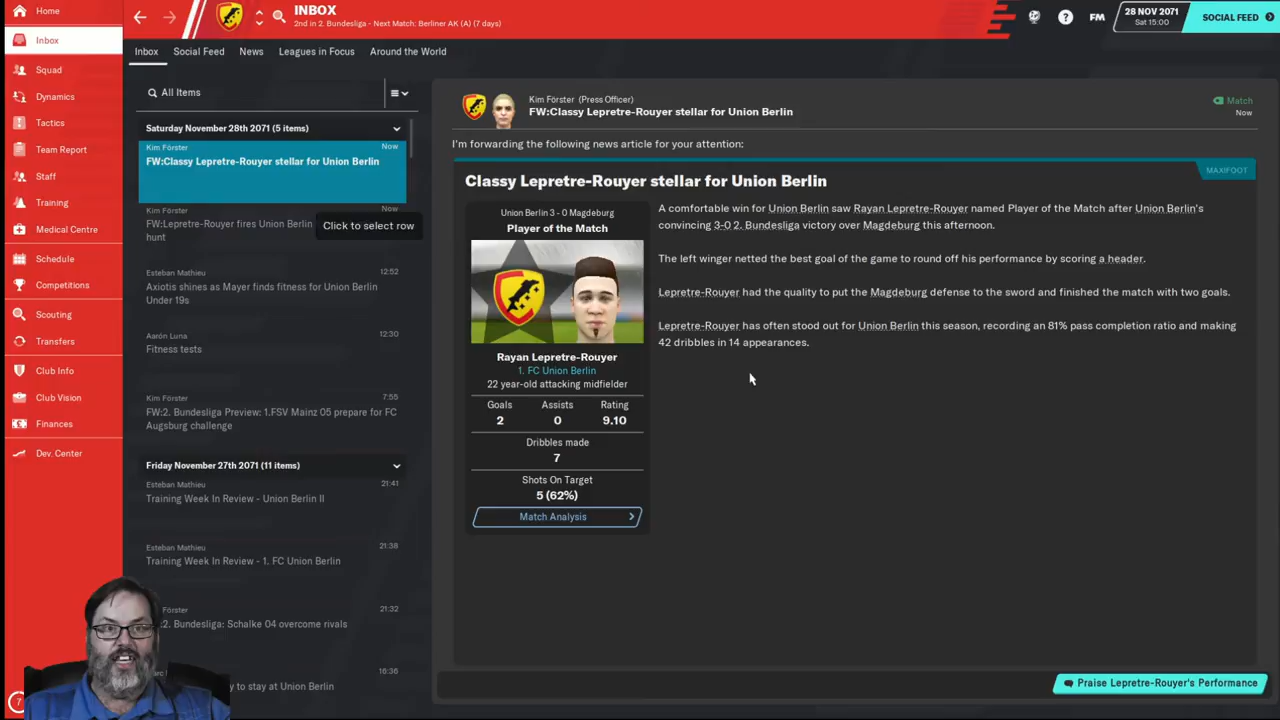 Home
Inbox
Squad
Dynamics
Tactics
Team Report
Staff
Training
Medical Centre
Schedule
Competitions
Scouting
Transfers
Club Info
Club Vision
Finances
Dev. Center
7
INBOX
2nd in 2. Bundesliga - Next Match: Berliner AK (A) (7 days)
?
FM
28 NOV 2071
Sat 15:00
SOCIAL FEED
Inbox
Social Feed
News
Leagues in Focus
Around the World
All Items
Saturday November 28th 2071 (5 items)
Kim Förster
Now
FW:Classy Lepretre-Rouyer stellar for Union Berlin
Kim Förster
Now
FW:Lepretre-Rouyer fires Union Berlin
hunt
Click to select row
Esteban Mathieu
12:52
Axiotis shines as Mayer finds fitness for Union Berlin
Under 19s
Aarón Luna
12:30
Fitness tests
Kim Förster
7:55
FW:2. Bundesliga Preview: 1.FSV Mainz 05 prepare for FC
Augsburg challenge
Friday November 27th 2071 (11 items)
Esteban Mathieu
21:41
Training Week In Review - Union Berlin II
Esteban Mathieu
21:38
Training Week In Review - 1. FC Union Berlin
Förster
21:32
2. Bundesliga: Schalke 04 overcome rivals
16:36
to stay at Union Berlin
Kim Förster (Press Officer)
FW:Classy Lepretre-Rouyer stellar for Union Berlin
Match
Now
I'm forwarding the following news article for your attention:
MAXIFOOT
Classy Lepretre-Rouyer stellar for Union Berlin
Union Berlin 3 - 0 Magdeburg
Player of the Match
Rayan Lepretre-Rouyer
1. FC Union Berlin
22 year-old attacking midfielder
Goals Assists Rating
2 0 9.10
Dribbles made
7
Shots On Target
5 (62%)
Match Analysis
A comfortable win for Union Berlin saw Rayan Lepretre-Rouyer named Player of the Match after Union Berlin's
convincing 3-0 2. Bundesliga victory over Magdeburg this afternoon.
The left winger netted the best goal of the game to round off his performance by scoring a header.
Lepretre-Rouyer had the quality to put the Magdeburg defense to the sword and finished the match with two goals.
Lepretre-Rouyer has often stood out for Union Berlin this season, recording an 81% pass completion ratio and making
42 dribbles in 14 appearances.
Praise Lepretre-Rouyer's Performance